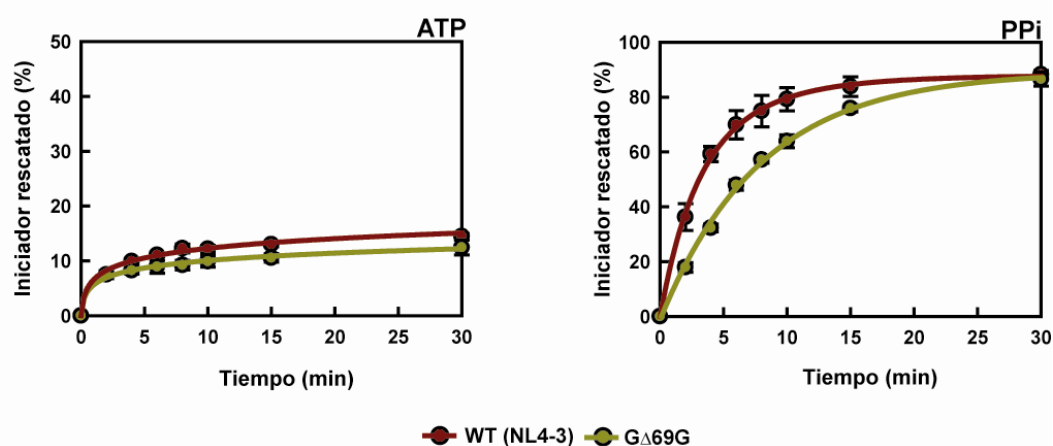 ATP
50
40
30
20
10
0
Iniciador rescatado (%)
0 5 10 15 20 25 30
Tiempo (min)
PPi
100
80
60
40
20
0
Iniciador rescatado (%)
0 5 10 15 20 25 30
Tiempo (min)
WT (NL4-3) GΔ69G